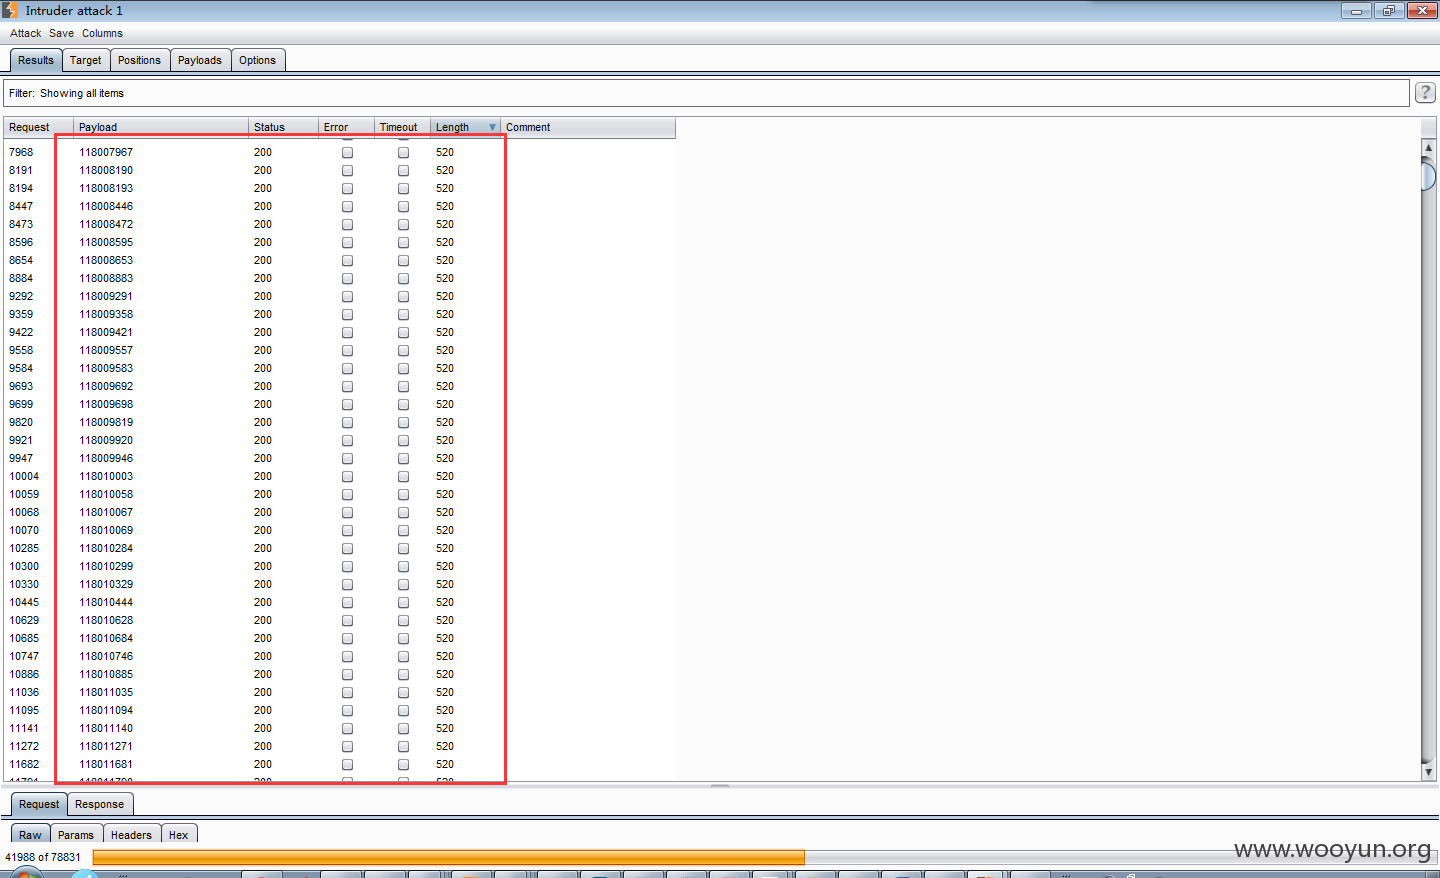 Intruder attack 1
Attack Save Columns
Results Target Positions Payloads Options
Filter: Showing all items
?
Request Payload Status Error Timeout Length Comment
7968 118007967 200 520
8191 118008190 200 520
8194 118008193 200 520
8447 118008446 200 520
8473 118008472 200 520
8596 118008595 200 520
8654 118008653 200 520
8884 118008883 200 520
9292 118009291 200 520
9359 118009358 200 520
9422 118009421 200 520
9558 118009557 200 520
9584 118009583 200 520
9693 118009692 200 520
9699 118009698 200 520
9820 118009819 200 520
9921 118009920 200 520
9947 118009946 200 520
10004 118010003 200 520
10059 118010058 200 520
10068 118010067 200 520
10070 118010069 200 520
10285 118010284 200 520
10300 118010299 200 520
10330 118010329 200 520
10445 118010444 200 520
10629 118010628 200 520
10685 118010684 200 520
10747 118010746 200 520
10886 118010885 200 520
11036 118011035 200 520
11095 118011094 200 520
11141 118011140 200 520
11272 118011271 200 520
11682 118011681 200 520
Request Response
Raw Params Headers Hex
41988 of 78831
www.wooyun.org